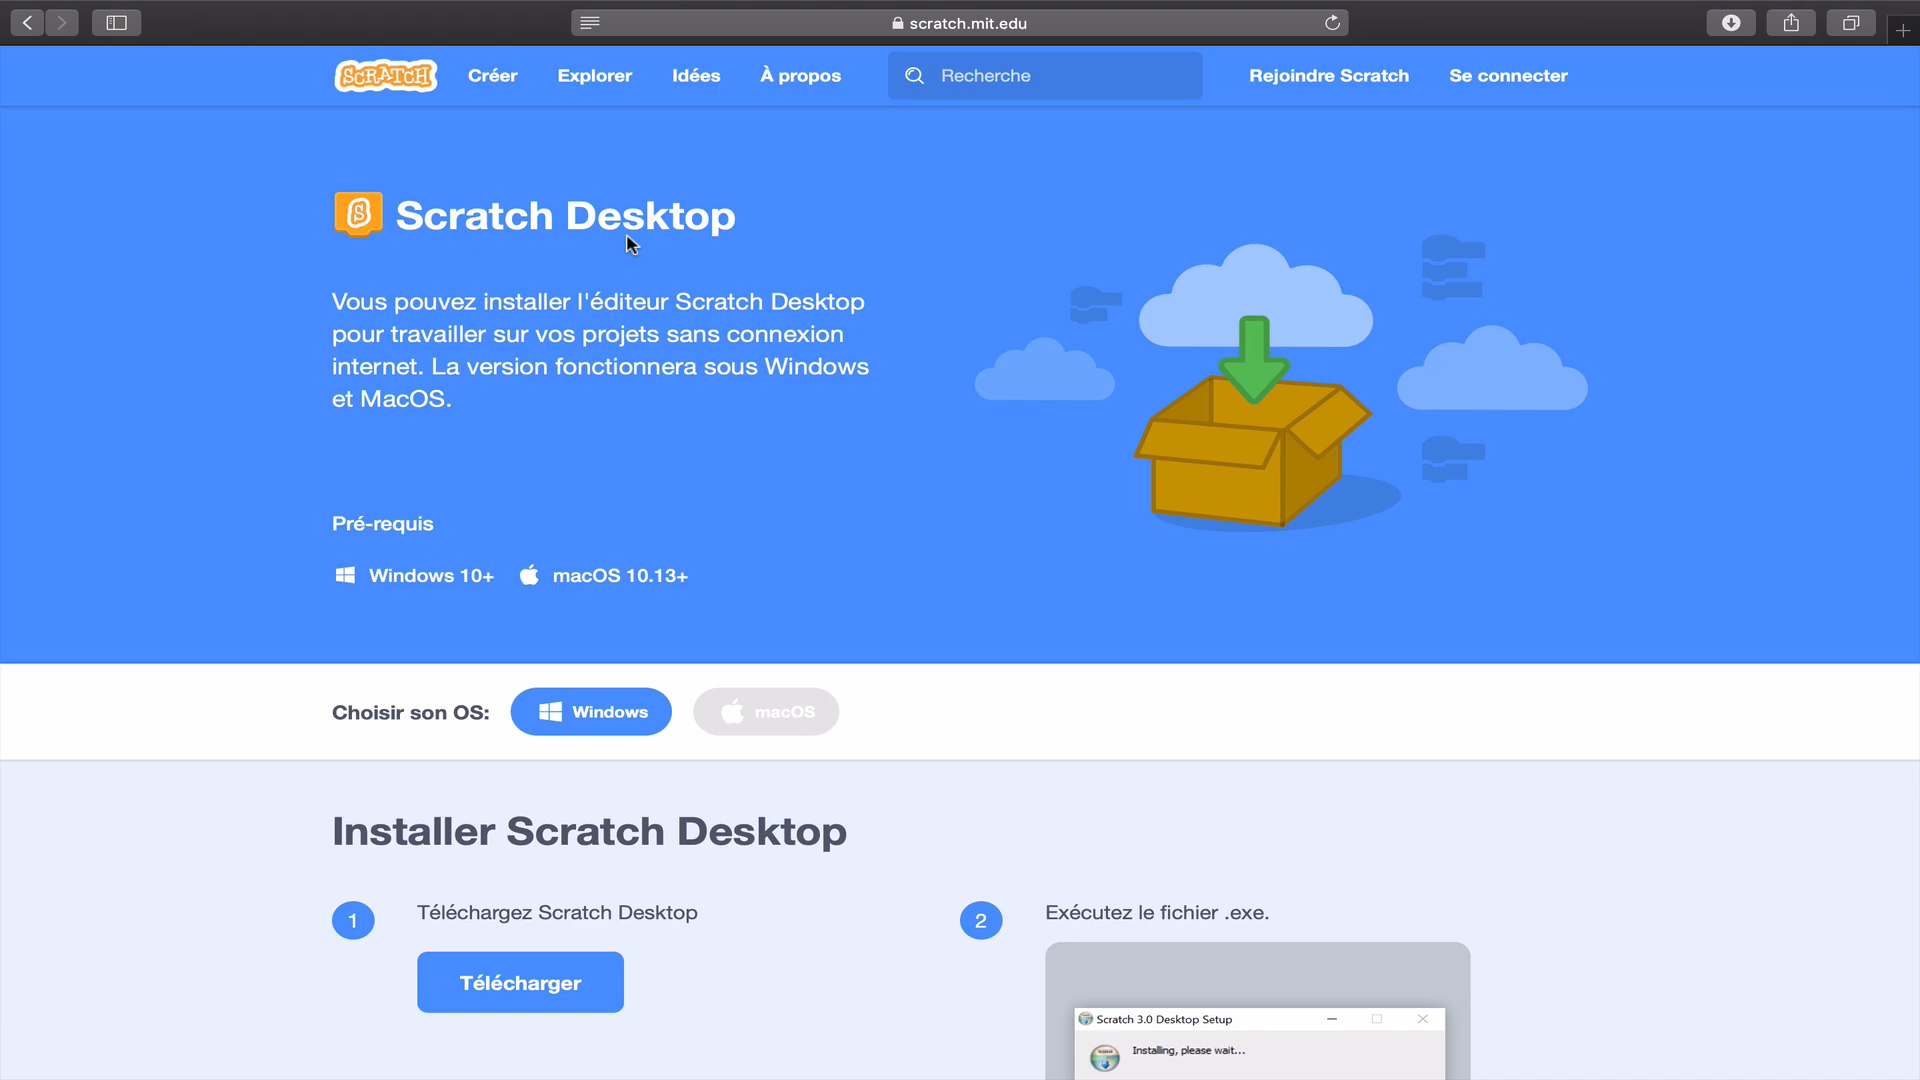 scratch.mit.edu
SCRATCH
Créer
Explorer
Idées
À propos
Recherche
Rejoindre Scratch
Se connecter
Scratch Desktop
Vous pouvez installer l'éditeur Scratch Desktop
pour travailler sur vos projets sans connexion
internet. La version fonctionnera sous Windows
et MacOS.
Pré-requis
Windows 10+
macOS 10.13+
Choisir son OS:
Windows
macOS
Installer Scratch Desktop
1
Téléchargez Scratch Desktop
Télécharger
2
Exécutez le fichier .exe.
Scratch 3.0 Desktop Setup
Installing, please wait...